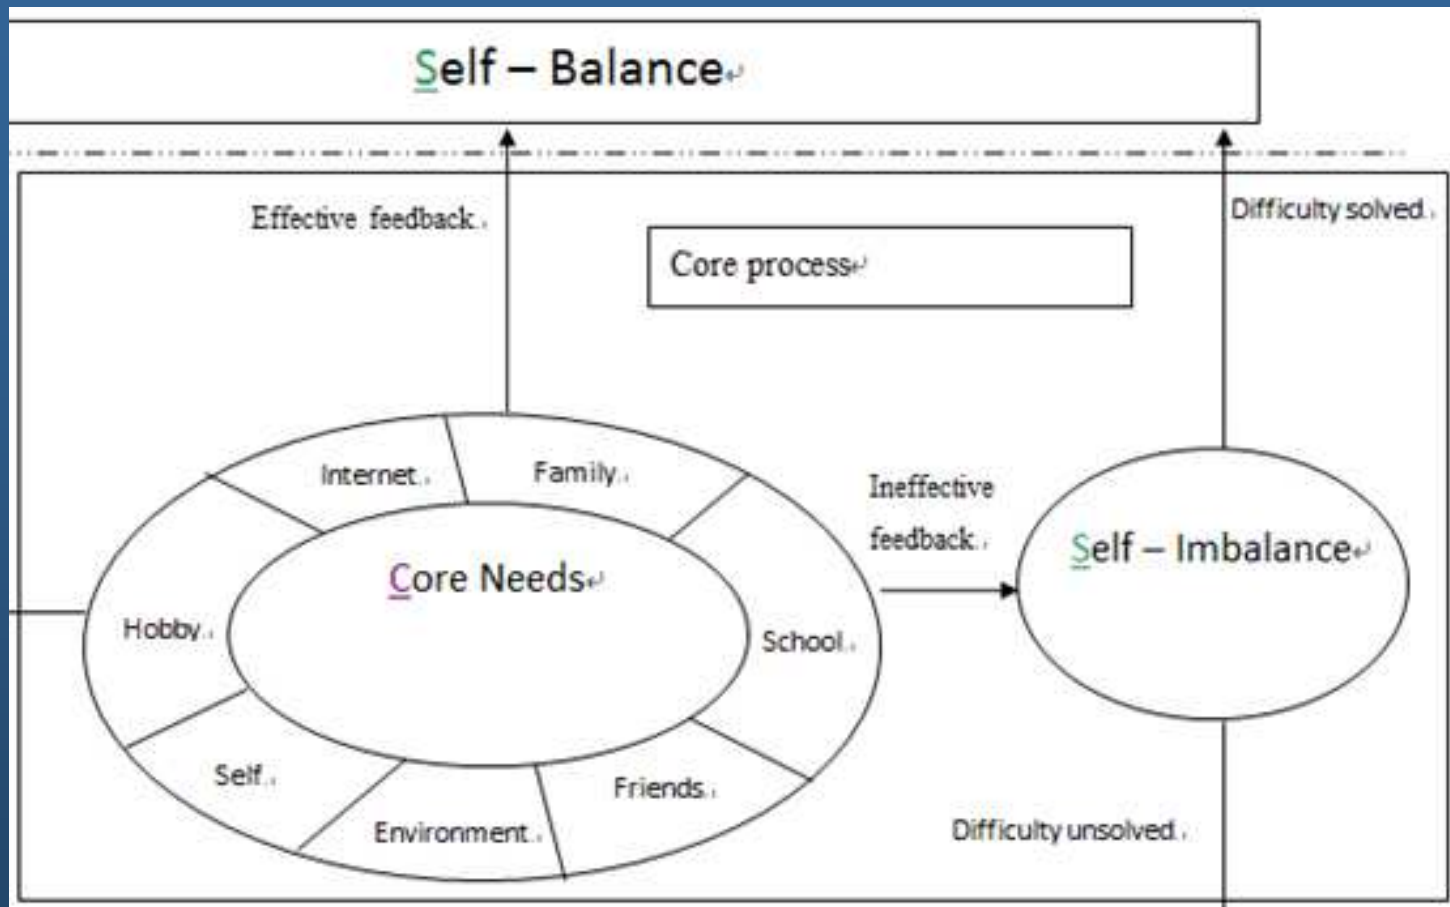 Self – Balance
Effective feedback
Difficulty solved
Core process
Internet
Family
Ineffective
feedback
Core Needs
Self – Imbalance
Hobby
School
Self
Friends
Environment
Difficulty unsolved